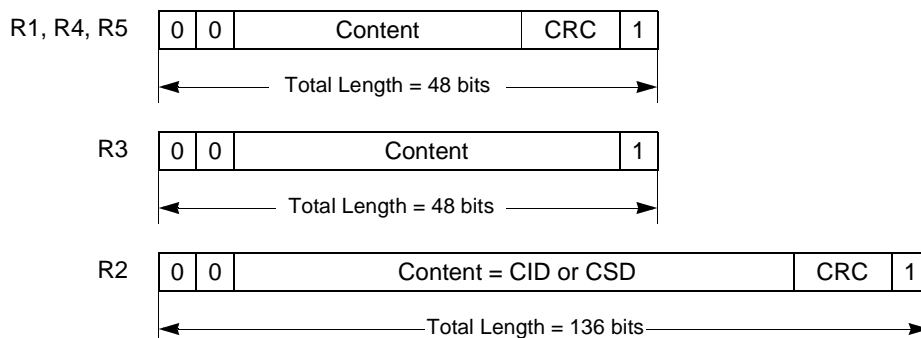 R1, R4, R5 0 0 Content CRC 1
Total Length = 48 bits
R3 0 0 Content 1
Total Length = 48 bits
R2 0 0 Content = CID or CSD CRC 1
Total Length = 136 bits